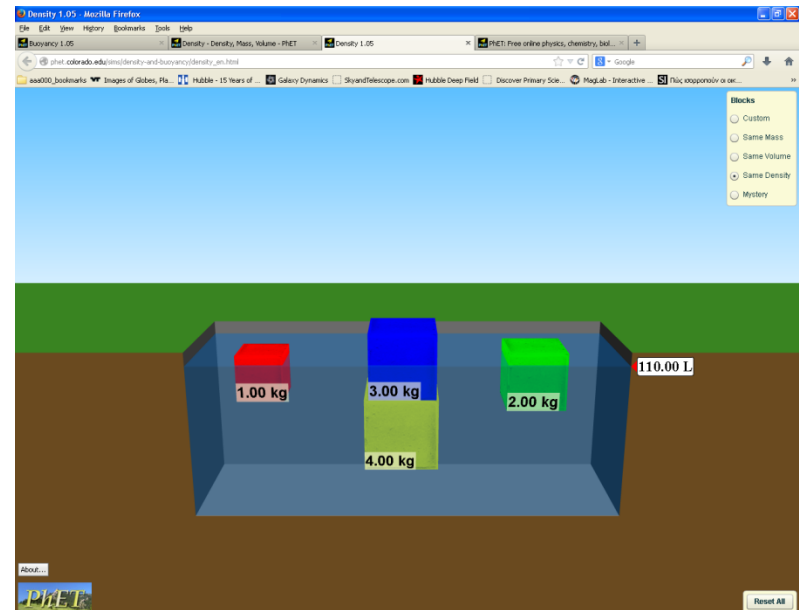 Density 1.05 - Mozilla Firefox
File Edit View History Bookmarks Tools Help
Buoyancy 1.05
Density - Density, Mass, Volume - PhET
Density 1.05
PhET: Free online physics, chemistry, biol...
phet.colorado.edu/sims/density-and-buoyancy/density_en.html
Google
aaa000_bookmarks Images of Globes, Pla... Hubble - 15 Years of ... Galaxy Dynamics SkyandTelescope.com Hubble Deep Field Discover Primary Scie... MagLab - Interactive ... Πώς ισορροπούν οι οικ...
Blocks
Custom
Same Mass
Same Volume
Same Density
Mystery
110.00 L
1.00 kg
3.00 kg
2.00 kg
4.00 kg
About...
PhET
Reset All